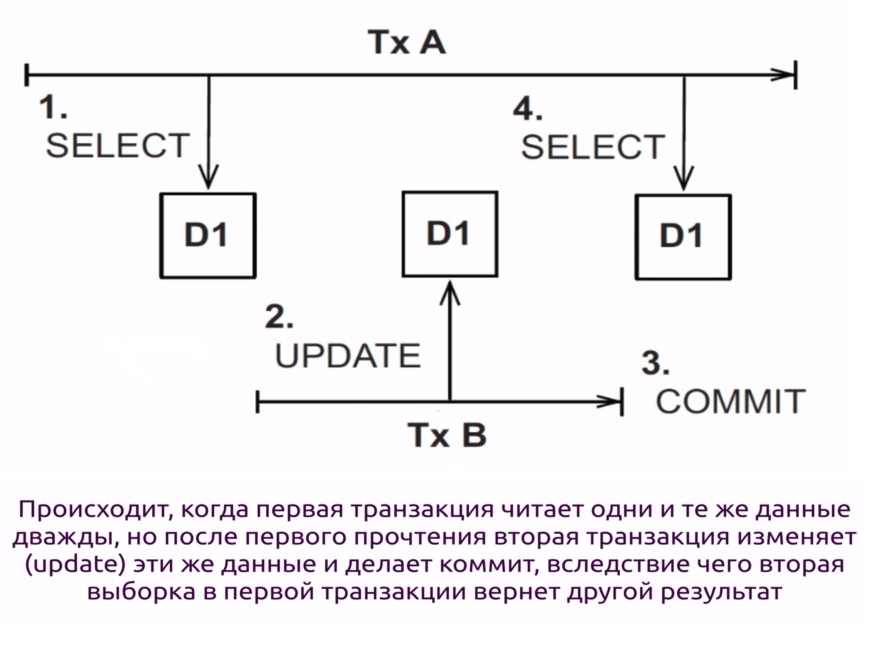 Tx A
1.
SELECT
4.
SELECT
D1
D1
D1
2.
UPDATE
3.
COMMIT
Tx B
Происходит, когда первая транзакция читает одни и те же данные
дважды, но после первого прочтения вторая транзакция изменяет
(update) эти же данные и делает коммит, вследствие чего вторая
выборка в первой транзакции вернет другой результат